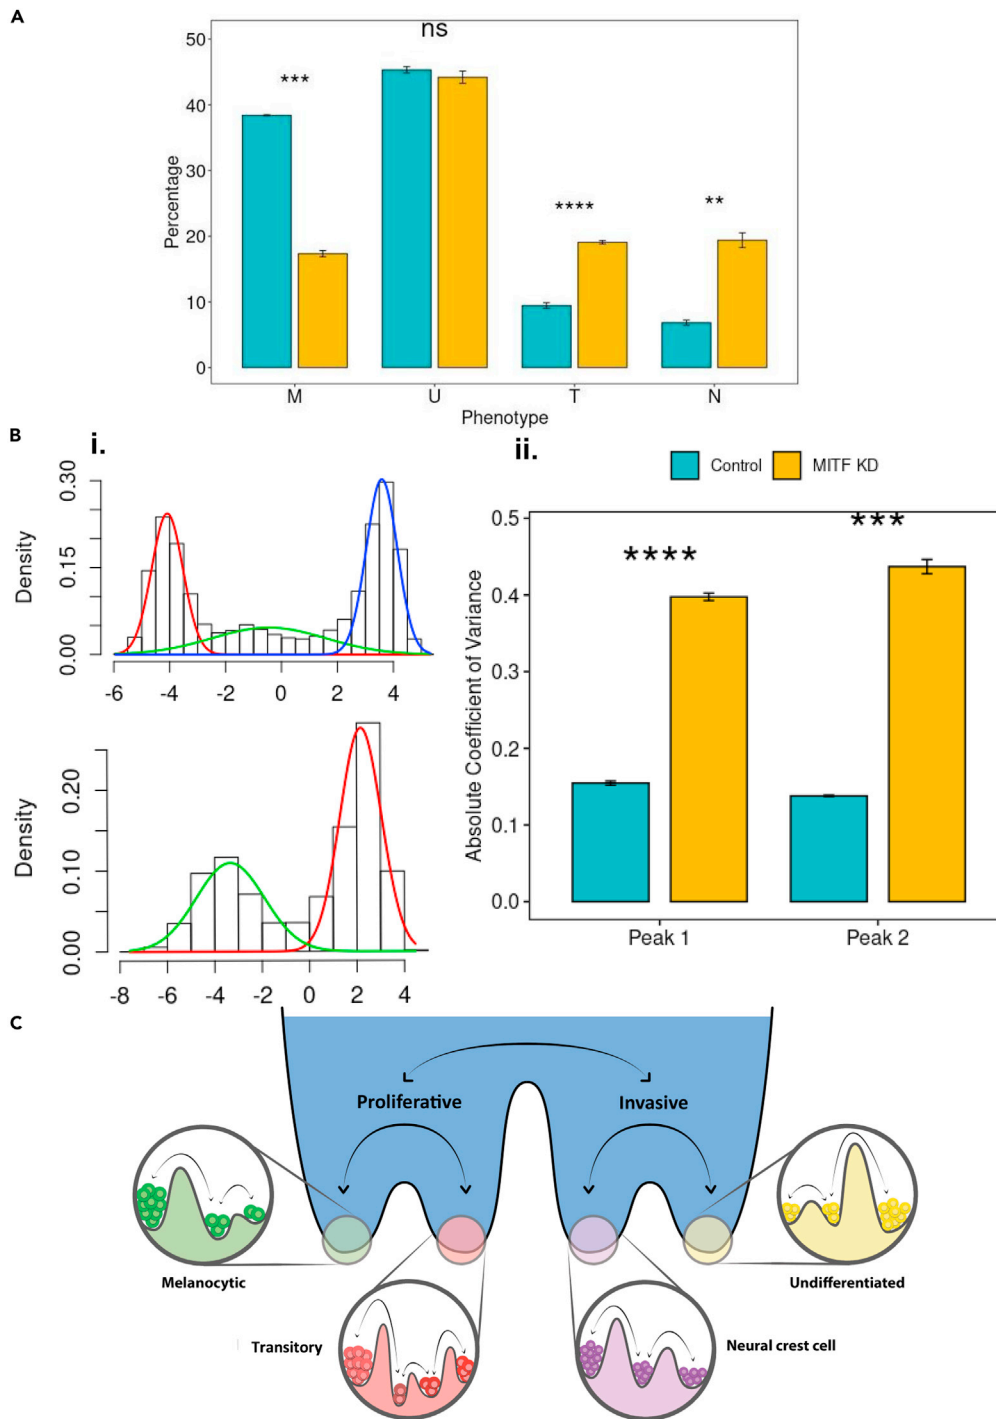 A
ns
***
****
**
Percentage
50
40
30
20
10
0
M U T N
Phenotype
B
i.
Density
0.30
0.15
0.00
-6 -4 -2 0 2 4
Density
0.20
0.10
0.00
-8 -6 -4 -2 0 2 4
ii.
Control MITF KD
Absolute Coefficient of Variance
0.5
0.4
0.3
0.2
0.1
0.0
****
***
Peak 1 Peak 2
C
Proliferative Invasive
Melanocytic
Undifferentiated
Transitory
Neural crest cell